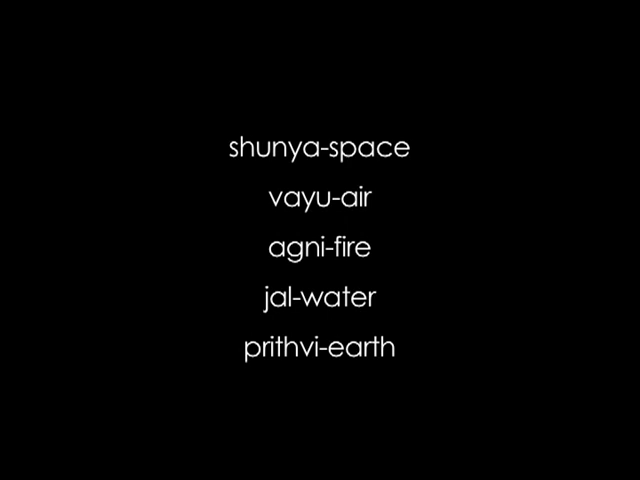 shunya-space
vayu-air
agni-fire
jal-water
prithvi-earth